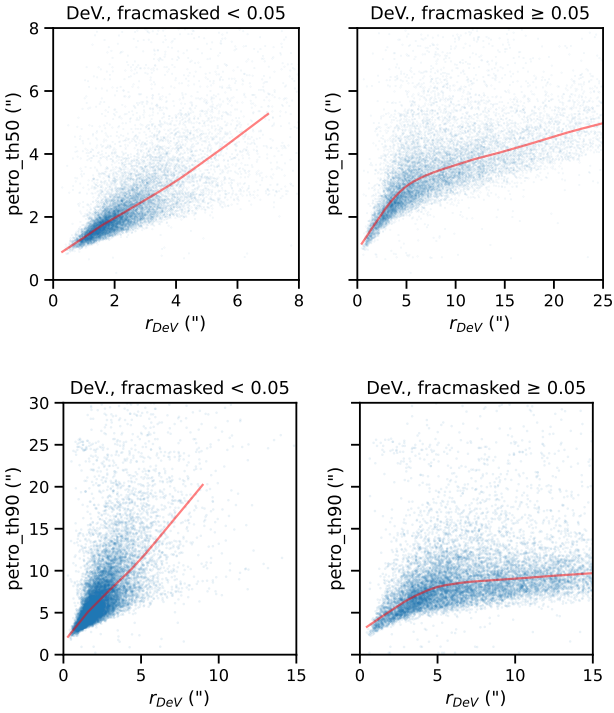 DeV., fracmasked < 0.05
DeV., fracmasked ≥ 0.05
8
6
4
2
0
petro_th50 (")
petro_th50 (")
0 2 4 6 8
0 5 10 15 20 25
r_DeV (")
r_DeV (")
DeV., fracmasked < 0.05
DeV., fracmasked ≥ 0.05
30
25
20
15
10
5
0
petro_th90 (")
petro_th90 (")
0 5 10 15
0 5 10 15
r_DeV (")
r_DeV (")